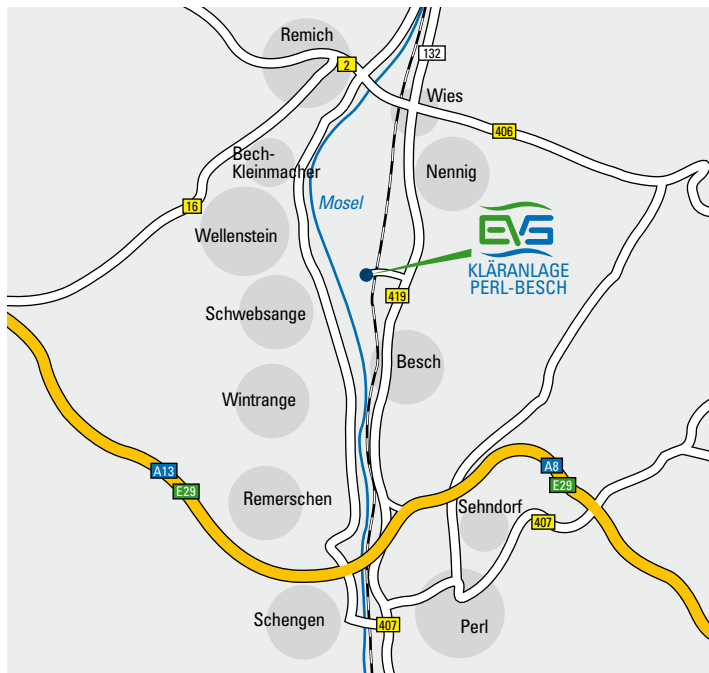 Remich
132
2
Wies
406
Bech-
Kleinmacher
Nennig
16
Mosel
Wellenstein
EVS
KLÄRANLAGE
PERL-BESCH
419
Schwebsange
Besch
Wintrange
A13
E29
A8
E29
Remerschen
Sehndorf
407
Schengen
407
Perl